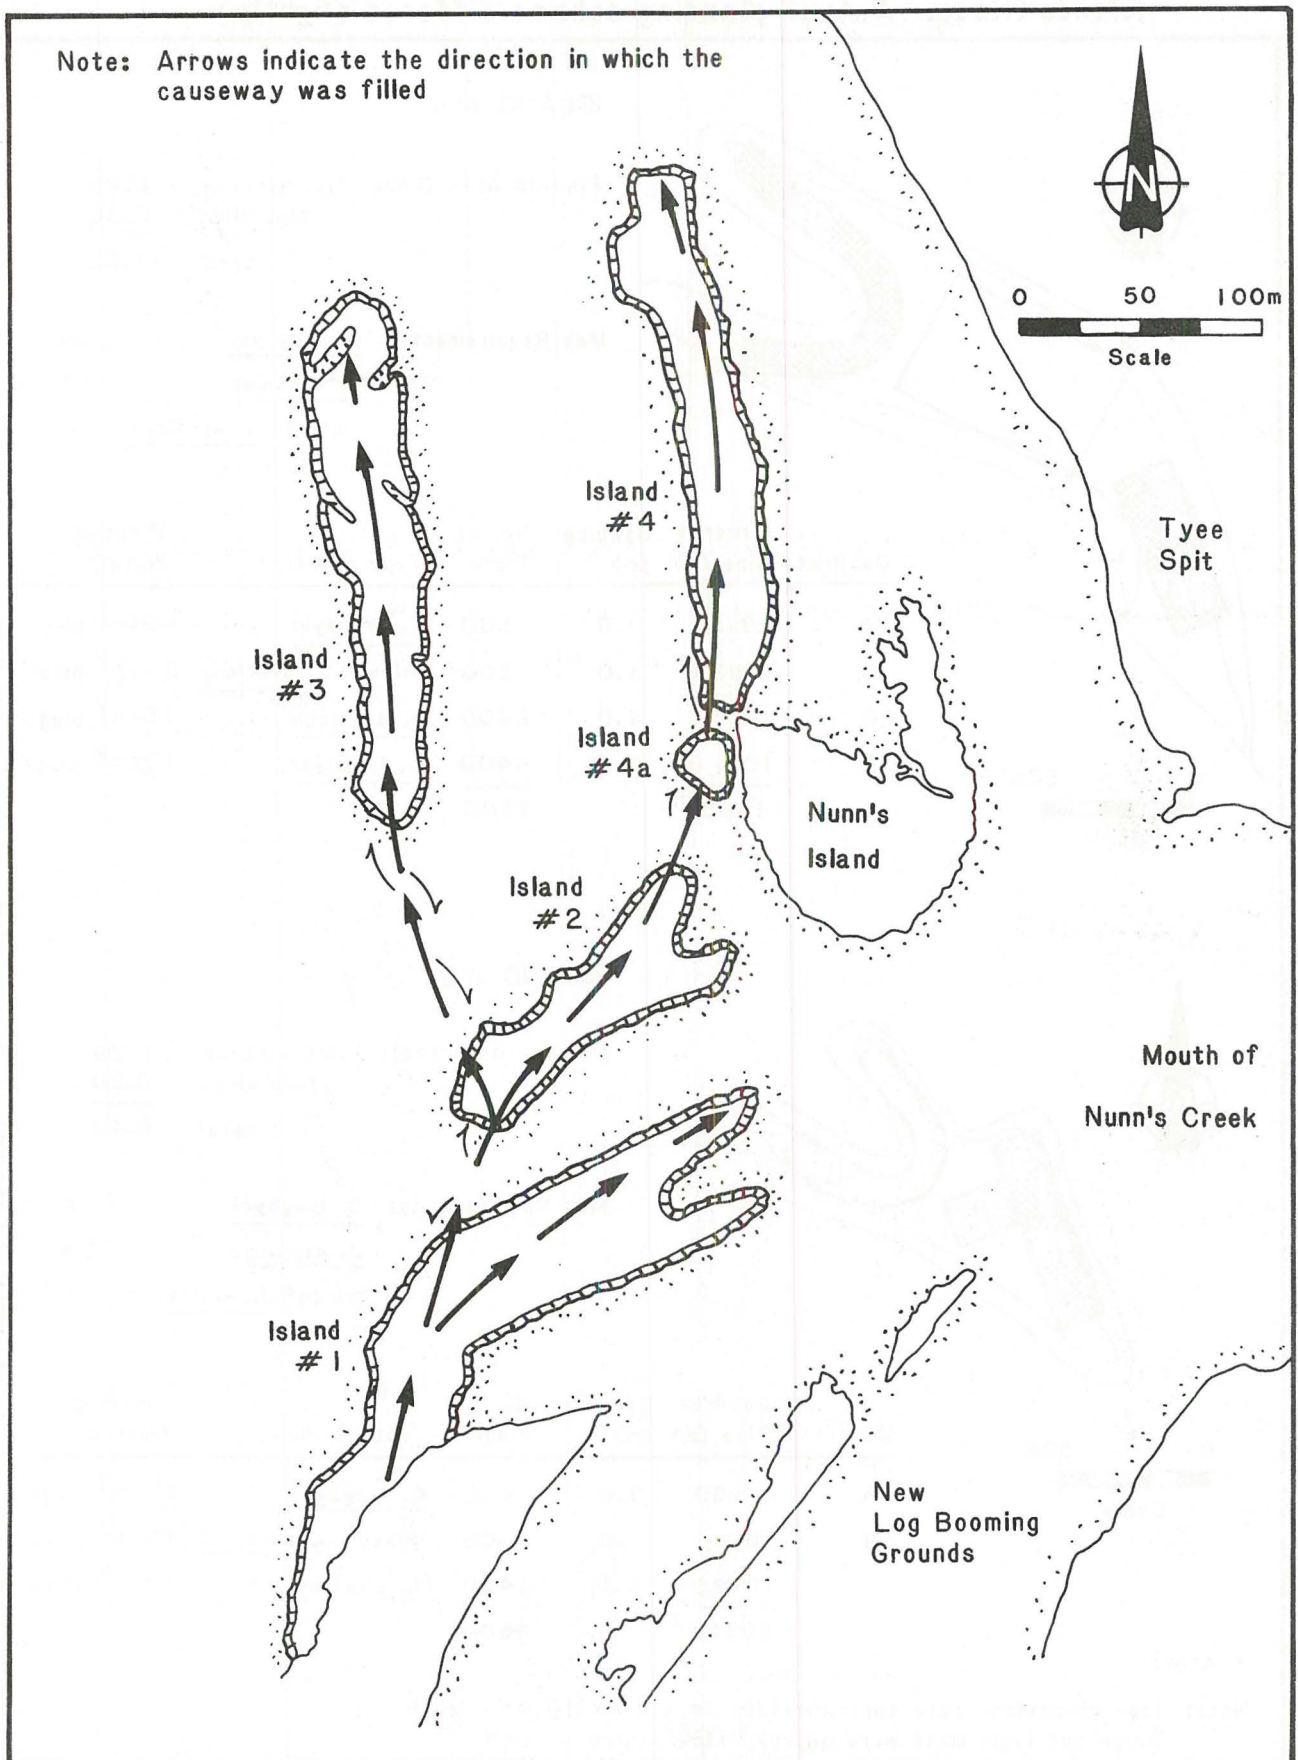 Note: Arrows indicate the direction in which the
causeway was filled
N
0 50 100m
Scale
Island
#4
Tyee
Spit
Island
#3
Island
#4a
Nunn's
Island
Island
#2
Mouth of
Nunn's Creek
Island
#1
New
Log Booming
Grounds